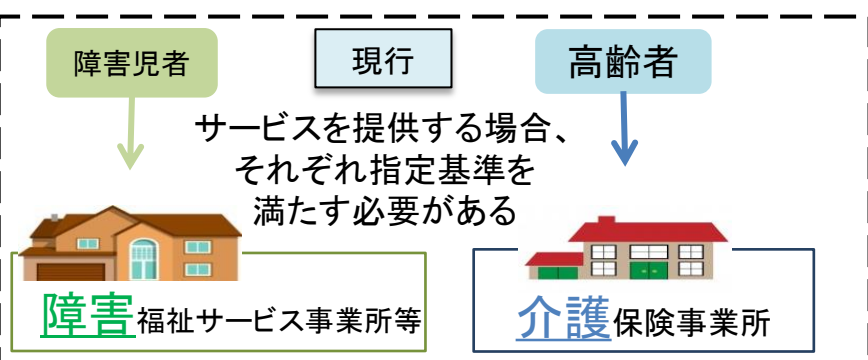 障害児者
現行
高齢者
サービスを提供する場合、
それぞれ指定基準を
満たす必要がある
障害福祉サービス事業所等
介護保険事業所